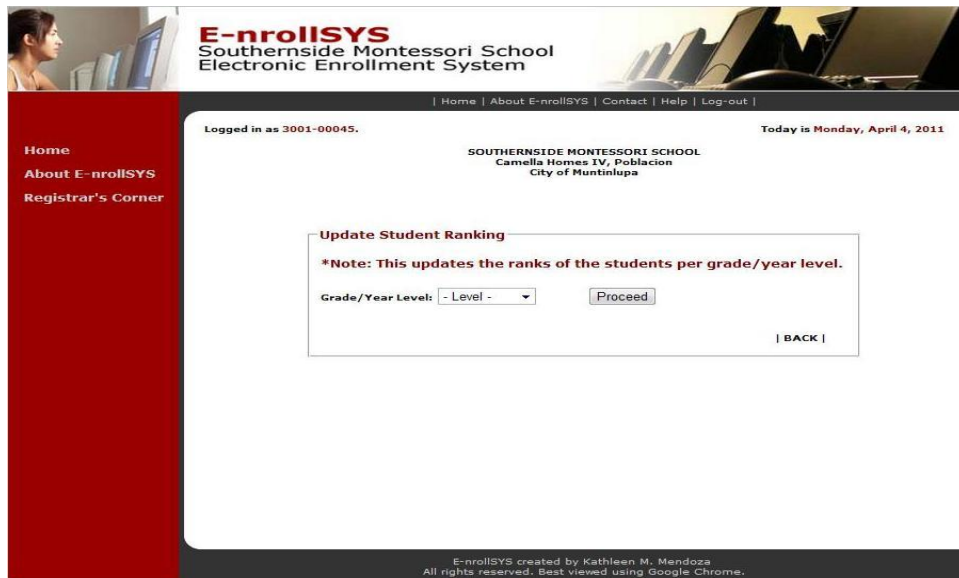 E-nrollSYS
Southernside Montessori School
Electronic Enrollment System
| Home | About E-nrollSYS | Contact | Help | Log-out |
Home
About E-nrollSYS
Registrar's Corner
Logged in as 3001-00045.
Today is Monday, April 4, 2011
SOUTHERNSIDE MONTESSORI SCHOOL
Camella Homes IV, Poblacion
City of Muntinlupa
Update Student Ranking
*Note: This updates the ranks of the students per grade/year level.
Grade/Year Level: - Level - Proceed
| BACK |
E-nrollSYS created by Kathleen M. Mendoza
All rights reserved. Best viewed using Google Chrome.